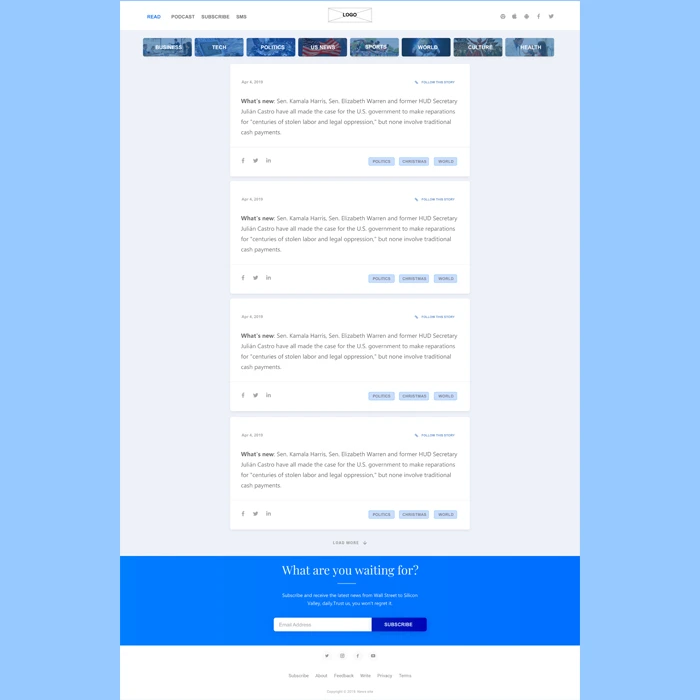 READ PODCAST SUBSCRIBE SMS
LOGO
BUSINESS TECH POLITICS US NEWS SPORTS WORLD CULTURE HEALTH
Apr 4, 2019 FOLLOW THIS STORY
What's new: Sen. Kamala Harris, Sen. Elizabeth Warren and former HUD Secretary
Julián Castro have all made the case for the U.S. government to make reparations
for "centuries of stolen labor and legal oppression," but none involve traditional
cash payments.
POLITICS CHRISTMAS WORLD
Apr 4, 2019 FOLLOW THIS STORY
What's new: Sen. Kamala Harris, Sen. Elizabeth Warren and former HUD Secretary
Julián Castro have all made the case for the U.S. government to make reparations
for "centuries of stolen labor and legal oppression," but none involve traditional
cash payments.
POLITICS CHRISTMAS WORLD
Apr 4, 2019 FOLLOW THIS STORY
What's new: Sen. Kamala Harris, Sen. Elizabeth Warren and former HUD Secretary
Julián Castro have all made the case for the U.S. government to make reparations
for "centuries of stolen labor and legal oppression," but none involve traditional
cash payments.
POLITICS CHRISTMAS WORLD
Apr 4, 2019 FOLLOW THIS STORY
What's new: Sen. Kamala Harris, Sen. Elizabeth Warren and former HUD Secretary
Julián Castro have all made the case for the U.S. government to make reparations
for "centuries of stolen labor and legal oppression," but none involve traditional
cash payments.
POLITICS CHRISTMAS WORLD
LOAD MORE
What are you waiting for?
Subscribe and receive the latest news from Wall Street to Silicon
Valley, daily.Trust us, you won't regret it.
Email Address SUBSCRIBE
Subscribe About Feedback Write Privacy Terms
Copyright © 2019.